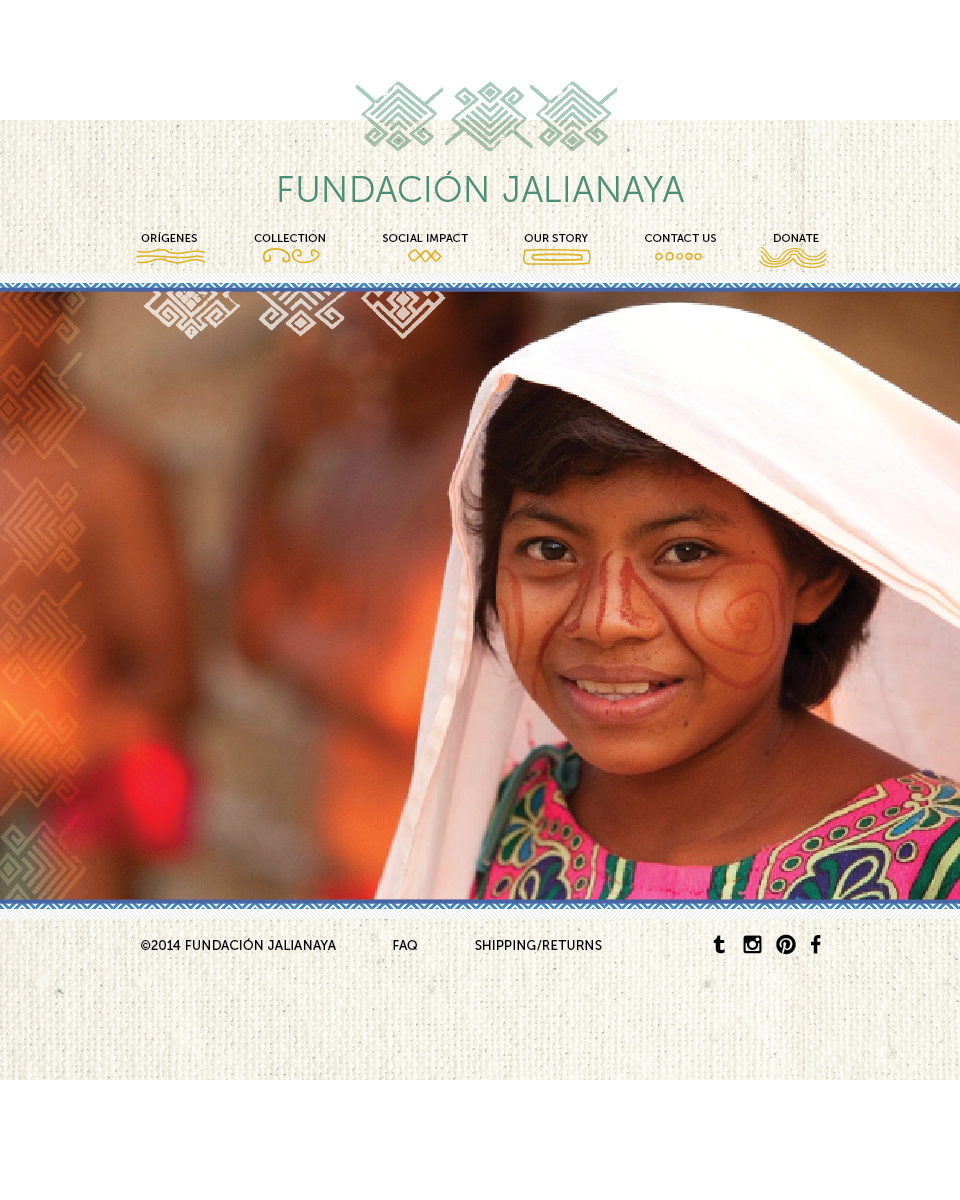 FUNDACIÓN JALIANAYA
ORÍGENES COLLECTION SOCIAL IMPACT OUR STORY CONTACT US DONATE
©2014 FUNDACIÓN JALIANAYA FAQ SHIPPING/RETURNS